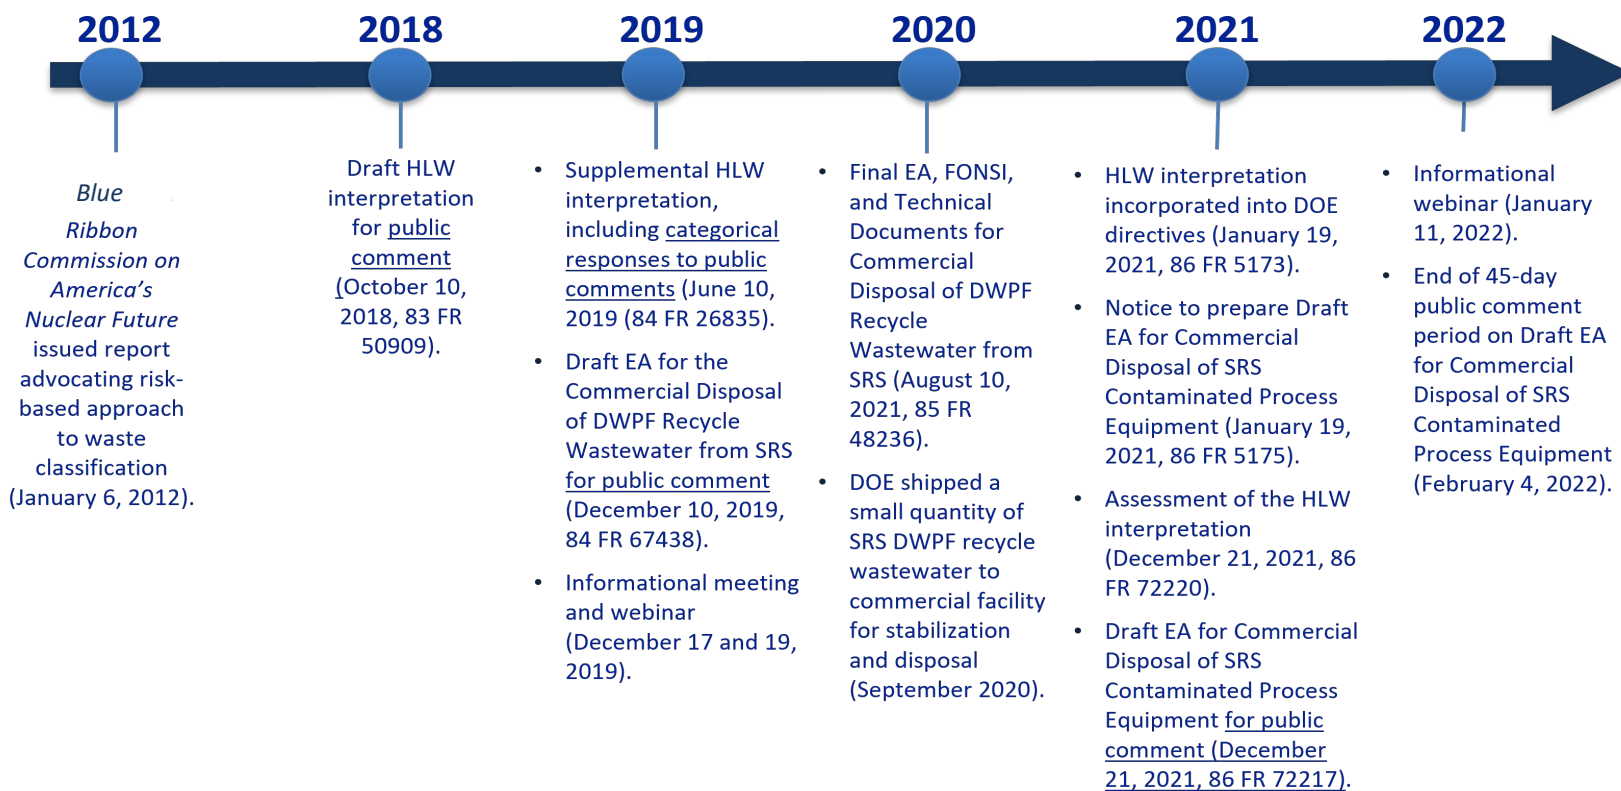 2012
Blue
Ribbon
Commission on
America’s
Nuclear Future
issued report
advocating risk-
based approach
to waste
classification
(January 6, 2012).
2018
Draft HLW
interpretation
for public
comment
(October 10,
2018, 83 FR
50909).
2019
• Supplemental HLW
interpretation,
including categorical
responses to public
comments (June 10,
2019 (84 FR 26835).
• Draft EA for the
Commercial Disposal
of DWPF Recycle
Wastewater from SRS
for public comment
(December 10, 2019,
84 FR 67438).
• Informational meeting
and webinar
(December 17 and 19,
2019).
2020
• Final EA, FONSI,
and Technical
Documents for
Commercial
Disposal of DWPF
Recycle
Wastewater from
SRS (August 10,
2021, 85 FR
48236).
• DOE shipped a
small quantity of
SRS DWPF recycle
wastewater to
commercial facility
for stabilization
and disposal
(September 2020).
2021
• HLW interpretation
incorporated into DOE
directives (January 19,
2021, 86 FR 5173).
• Notice to prepare Draft
EA for Commercial
Disposal of SRS
Contaminated Process
Equipment (January 19,
2021, 86 FR 5175).
• Assessment of the HLW
interpretation
(December 21, 2021, 86
FR 72220).
• Draft EA for Commercial
Disposal of SRS
Contaminated Process
Equipment for public
comment (December
21, 2021, 86 FR 72217).
2022
• Informational
webinar (January
11, 2022).
• End of 45-day
public comment
period on Draft EA
for Commercial
Disposal of SRS
Contaminated
Process Equipment
(February 4, 2022).